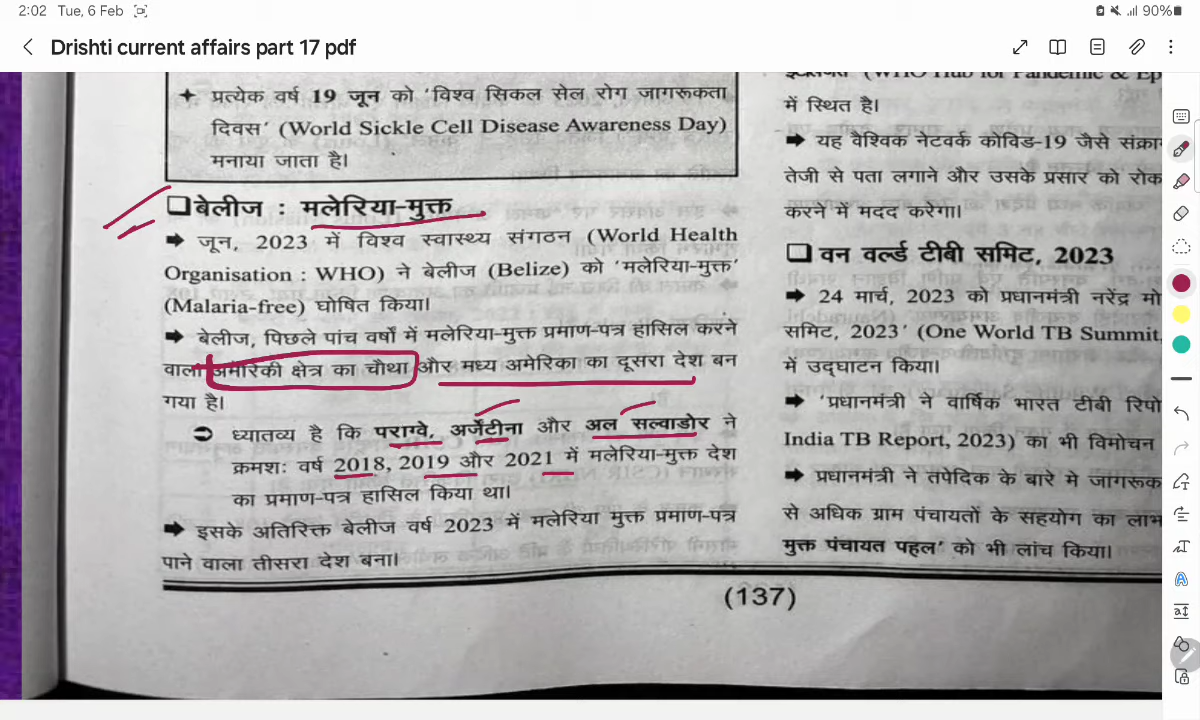 2:02 Tue, 6 Feb
90%
Drishti current affairs part 17 pdf
✦ प्रत्येक वर्ष 19 जून को 'विश्व सिकल सेल रोग जागरूकता
दिवस' (World Sickle Cell Disease Awareness Day)
मनाया जाता है।
❑ बेलीज : मलेरिया-मुक्त
➡ जून, 2023 में विश्व स्वास्थ्य संगठन (World Health
Organisation : WHO) ने बेलीज (Belize) को 'मलेरिया-मुक्त'
(Malaria-free) घोषित किया।
➡ बेलीज, पिछले पांच वर्षों में मलेरिया-मुक्त प्रमाण-पत्र हासिल करने
वाला अमेरिकी क्षेत्र का चौथा और मध्य अमेरिका का दूसरा देश बन
गया है।
➲ ध्यातव्य है कि पराग्वे, अर्जेंटीना और अल सल्वाडोर ने
क्रमशः वर्ष 2018, 2019 और 2021 में मलेरिया-मुक्त देश
का प्रमाण-पत्र हासिल किया था।
➡ इसके अतिरिक्त बेलीज वर्ष 2023 में मलेरिया मुक्त प्रमाण-पत्र
पाने वाला तीसरा देश बना।
(WHO Hub for Pandemic & Ep
में स्थित है।
➡ यह वैश्विक नेटवर्क कोविड-19 जैसे संक्रा
तेजी से पता लगाने और उसके प्रसार को रोक
करने में मदद करेगा।
❑ वन वर्ल्ड टीबी समिट, 2023
➡ 24 मार्च, 2023 को प्रधानमंत्री नरेंद्र मो
समिट, 2023' (One World TB Summit,
में उद्घाटन किया।
➡ 'प्रधानमंत्री ने वार्षिक भारत टीबी रिपो
India TB Report, 2023) का भी विमोचन
➡ प्रधानमंत्री ने तपेदिक के बारे मे जागरूक
से अधिक ग्राम पंचायतों के सहयोग का लाभ
मुक्त पंचायत पहल' को भी लांच किया।
(137)